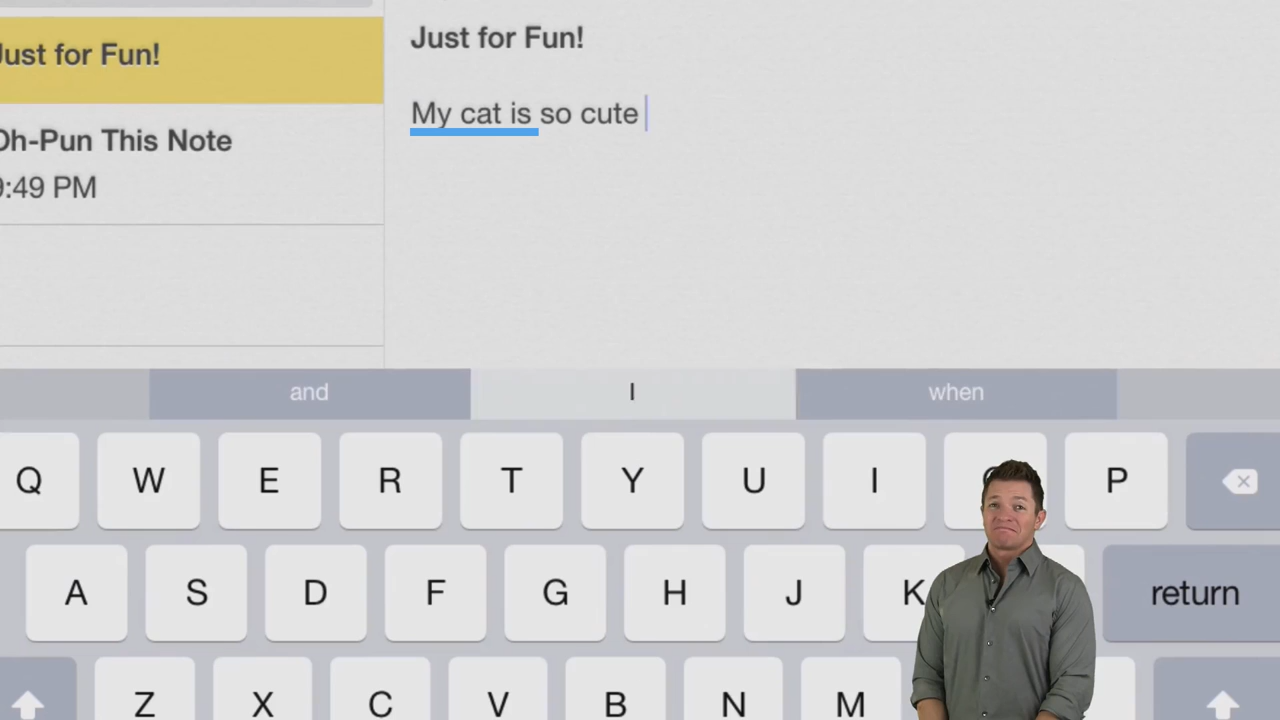 Just for Fun!
Just for Fun!
My cat is so cute
Oh-Pun This Note
9:49 PM
and I when
Q W E R T Y U I P
A S D F G H J K return
Z X C V B N M